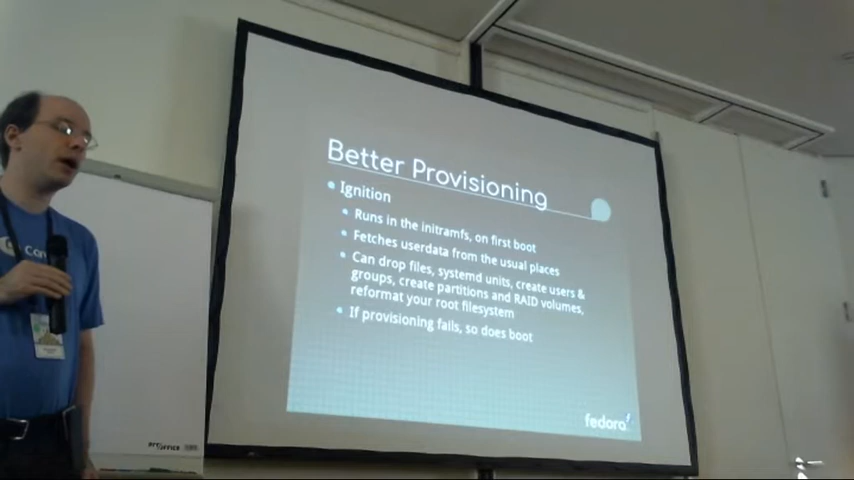 Better Provisioning
Ignition
Runs in the initramfs, on first boot
Fetches userdata from the usual places
Can drop files, systemd units, create users &
groups, create partitions and RAID volumes,
reformat your root filesystem
If provisioning fails, so does boot
fedora